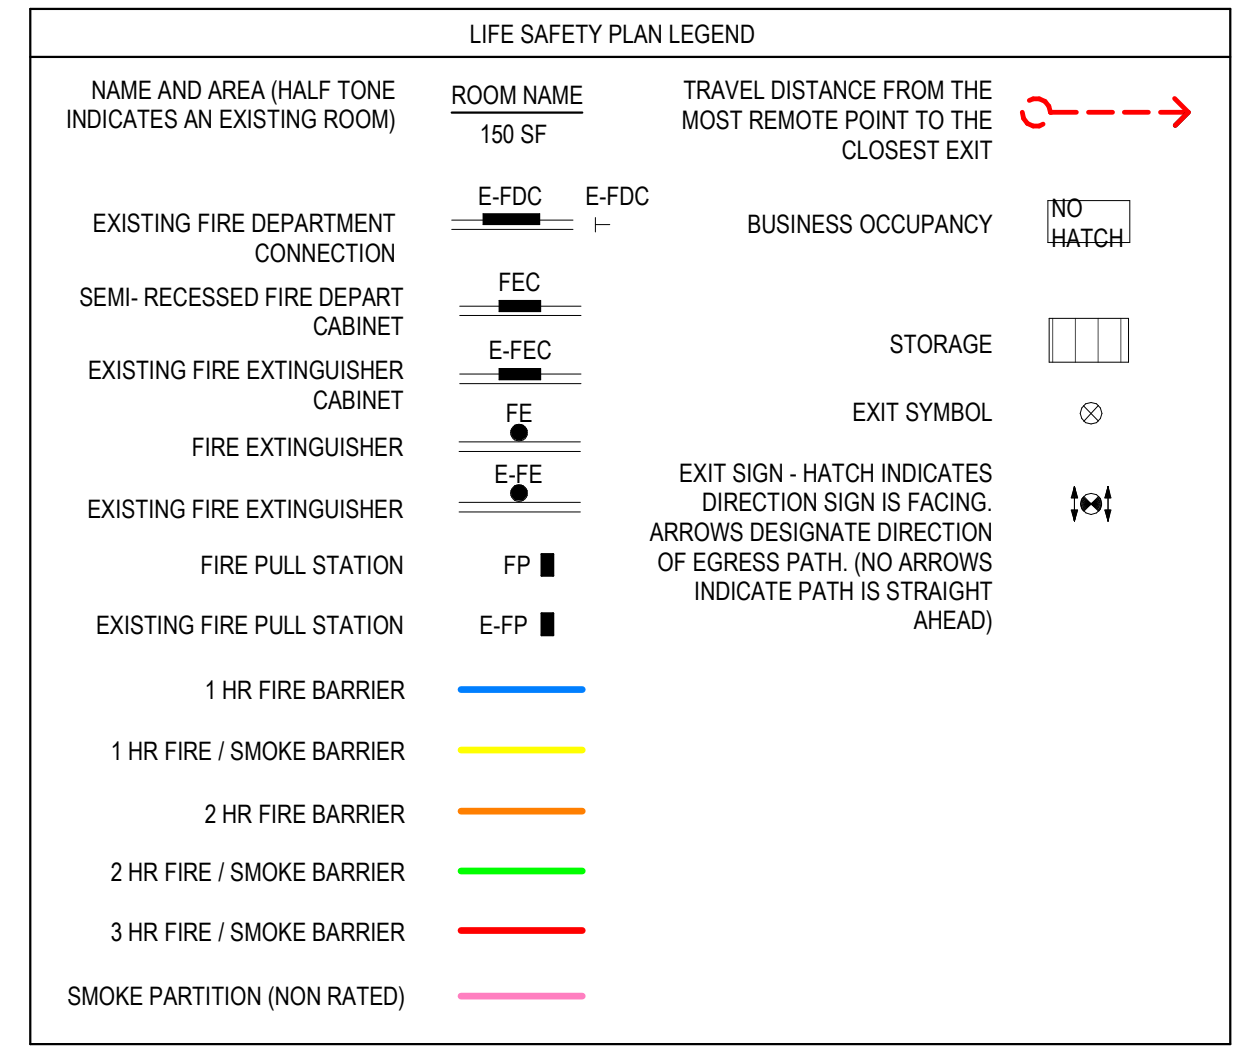 LIFE SAFETY PLAN LEGEND
NAME AND AREA (HALF TONE
INDICATES AN EXISTING ROOM)
ROOM NAME
150 SF
EXISTING FIRE DEPARTMENT
CONNECTION
E-FDC
E-FDC
SEMI- RECESSED FIRE DEPART
CABINET
FEC
EXISTING FIRE EXTINGUISHER
CABINET
E-FEC
FIRE EXTINGUISHER
FE
EXISTING FIRE EXTINGUISHER
E-FE
FIRE PULL STATION
FP
EXISTING FIRE PULL STATION
E-FP
1 HR FIRE BARRIER
1 HR FIRE / SMOKE BARRIER
2 HR FIRE BARRIER
2 HR FIRE / SMOKE BARRIER
3 HR FIRE / SMOKE BARRIER
SMOKE PARTITION (NON RATED)
TRAVEL DISTANCE FROM THE
MOST REMOTE POINT TO THE
CLOSEST EXIT
BUSINESS OCCUPANCY
NO
HATCH
STORAGE
EXIT SYMBOL
EXIT SIGN - HATCH INDICATES
DIRECTION SIGN IS FACING.
ARROWS DESIGNATE DIRECTION
OF EGRESS PATH. (NO ARROWS
INDICATE PATH IS STRAIGHT
AHEAD)